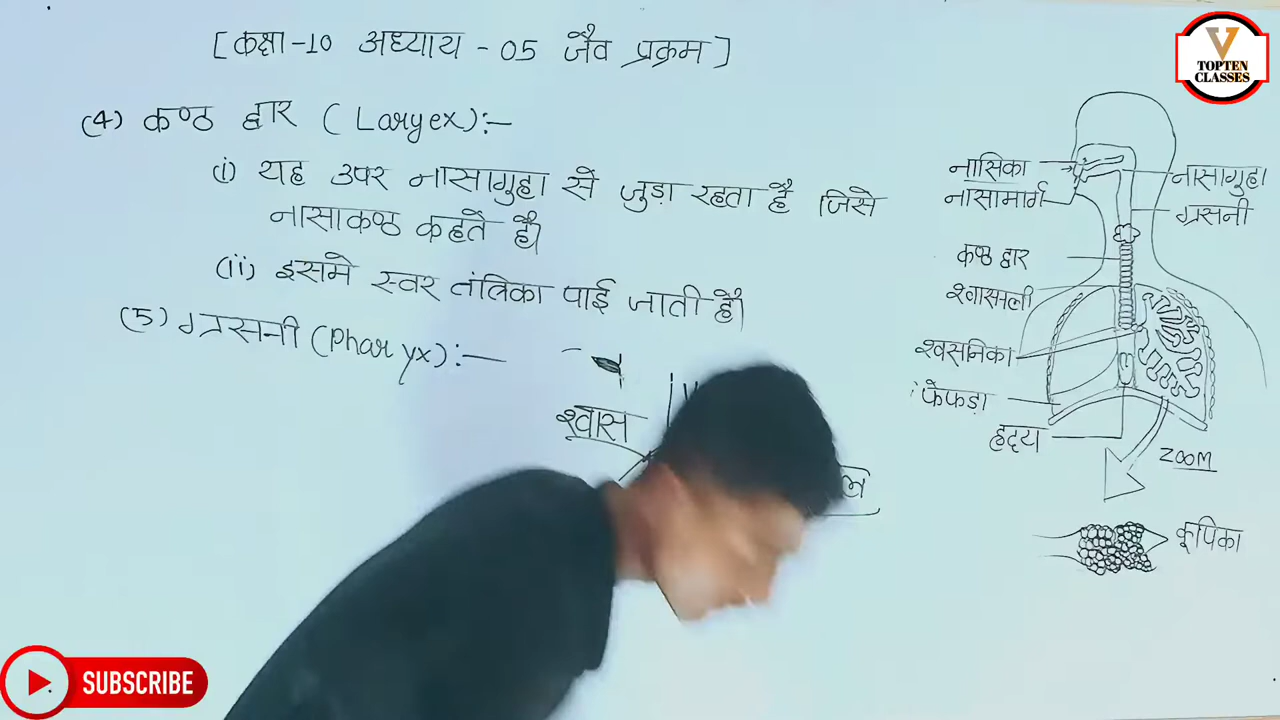 [कक्षा-10 अध्याय - 05 जैव प्रक्रम]
(4) कण्ठ द्वार (Laryex):-
(i) यह उपर नासागुहा से जुड़ा रहता है जिसे
नासाकण्ठ कहते है।
(ii) इसमे स्वर तंत्रिका पाई जाती है।
(5) ग्रसनी (Pharyx):-
श्वास
नासिका
नासामार्ग
नासागुहा
ग्रसनी
कण्ठ द्वार
श्वासनली
श्वसनिका
फेफड़ा
हृदय
ZOOM
कूपिका
V
TOPTEN
CLASSES
SUBSCRIBE